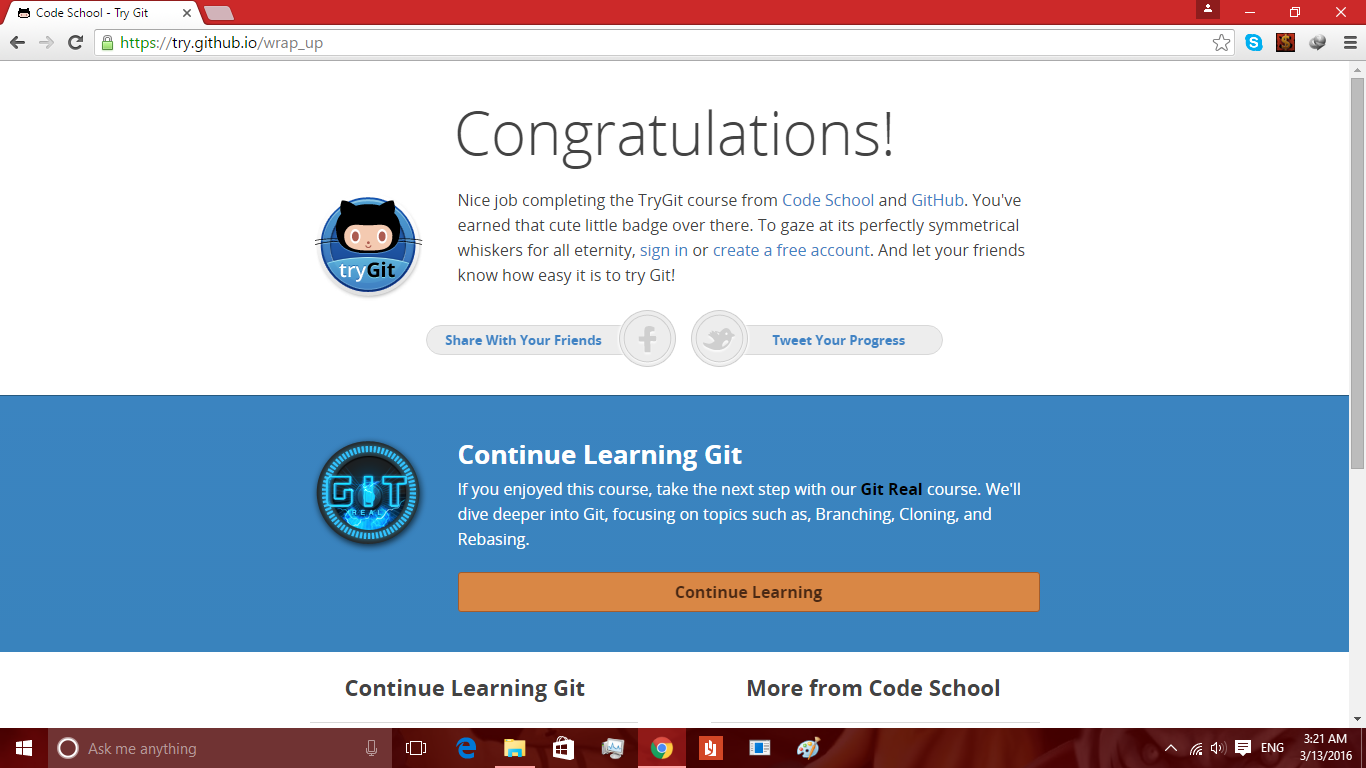 Code School - Try Git
https://try.github.io/wrap_up
Congratulations!
Nice job completing the TryGit course from Code School and GitHub. You've
earned that cute little badge over there. To gaze at its perfectly symmetrical
whiskers for all eternity, sign in or create a free account. And let your friends
know how easy it is to try Git!
tryGit
Share With Your Friends
Tweet Your Progress
GIT
REAL
Continue Learning Git
If you enjoyed this course, take the next step with our Git Real course. We'll
dive deeper into Git, focusing on topics such as, Branching, Cloning, and
Rebasing.
Continue Learning
Continue Learning Git
More from Code School
Ask me anything
ENG
3:21 AM
3/13/2016